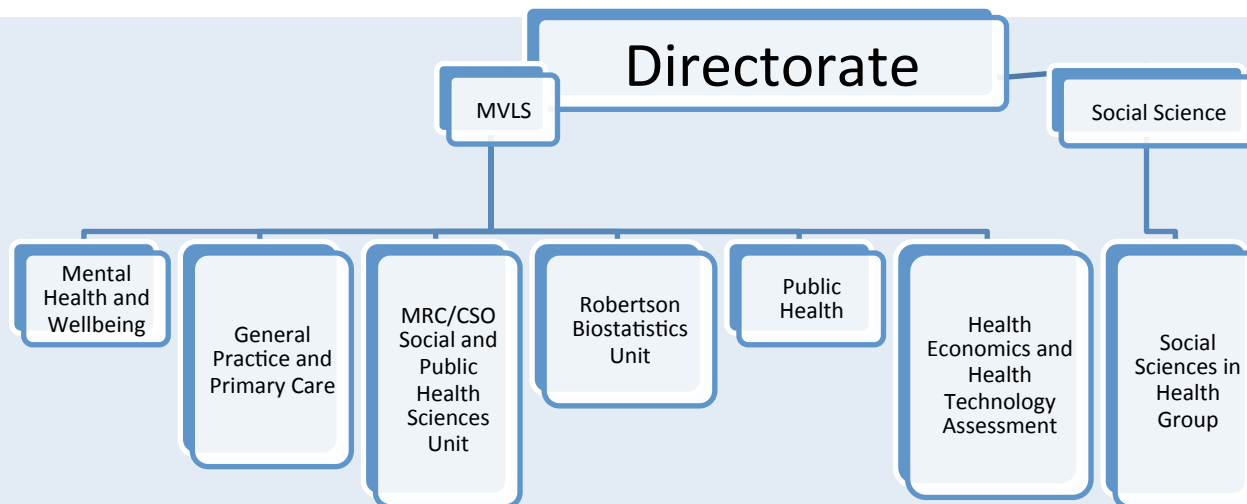 Directorate
MVLS
Social Science
Mental
Health and
Wellbeing
General
Practice and
Primary Care
MRC/CSO
Social and
Public
Health
Sciences
Unit
Robertson
Biostatistics
Unit
Public
Health
Health
Economics and
Health
Technology
Assessment
Social
Sciences in
Health
Group